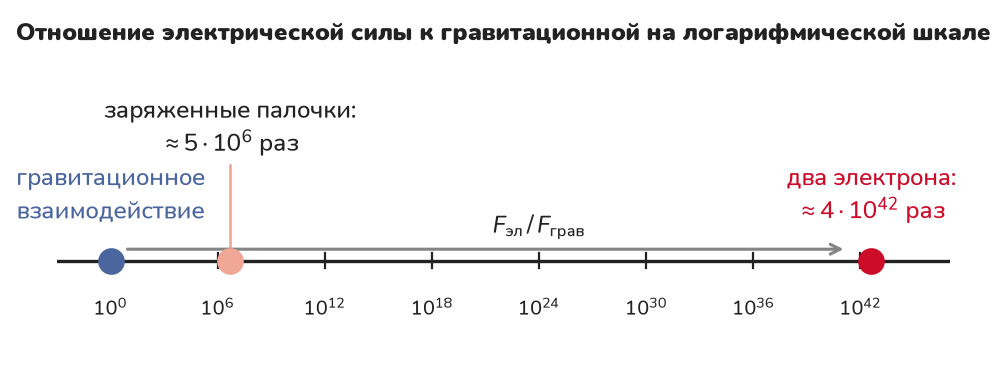 Отношение электрической силы к гравитационной на логарифмической шкале
заряженные палочки:
≈ 5 · 10⁶ раз
гравитационное
взаимодействие
два электрона:
≈ 4 · 10⁴² раз
Fэл / Fграв
10⁰ 10⁶ 10¹² 10¹⁸ 10²⁴ 10³⁰ 10³⁶ 10⁴²